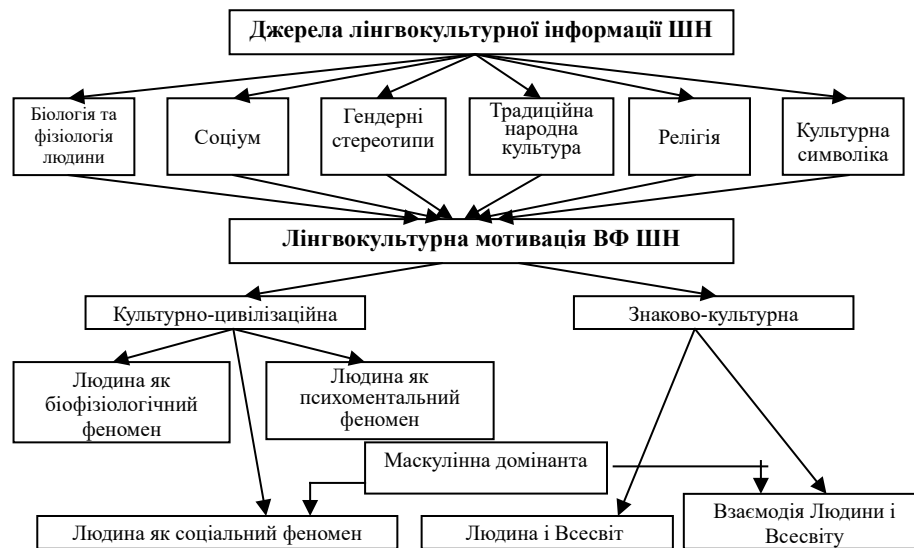 Джерела лінгвокультурної інформації ШН
Біологія та
фізіологія
людини
Соціум
Гендерні
стереотипи
Традиційна
народна
культура
Релігія
Культурна
символіка
Лінгвокультурна мотивація ВФ ШН
Культурно-цивілізаційна
Знаково-культурна
Людина як
біофізіологічний
феномен
Людина як
психоментальний
феномен
Маскулінна домінанта
Людина як соціальний феномен
Людина і Всесвіт
Взаємодія Людини і
Всесвіту